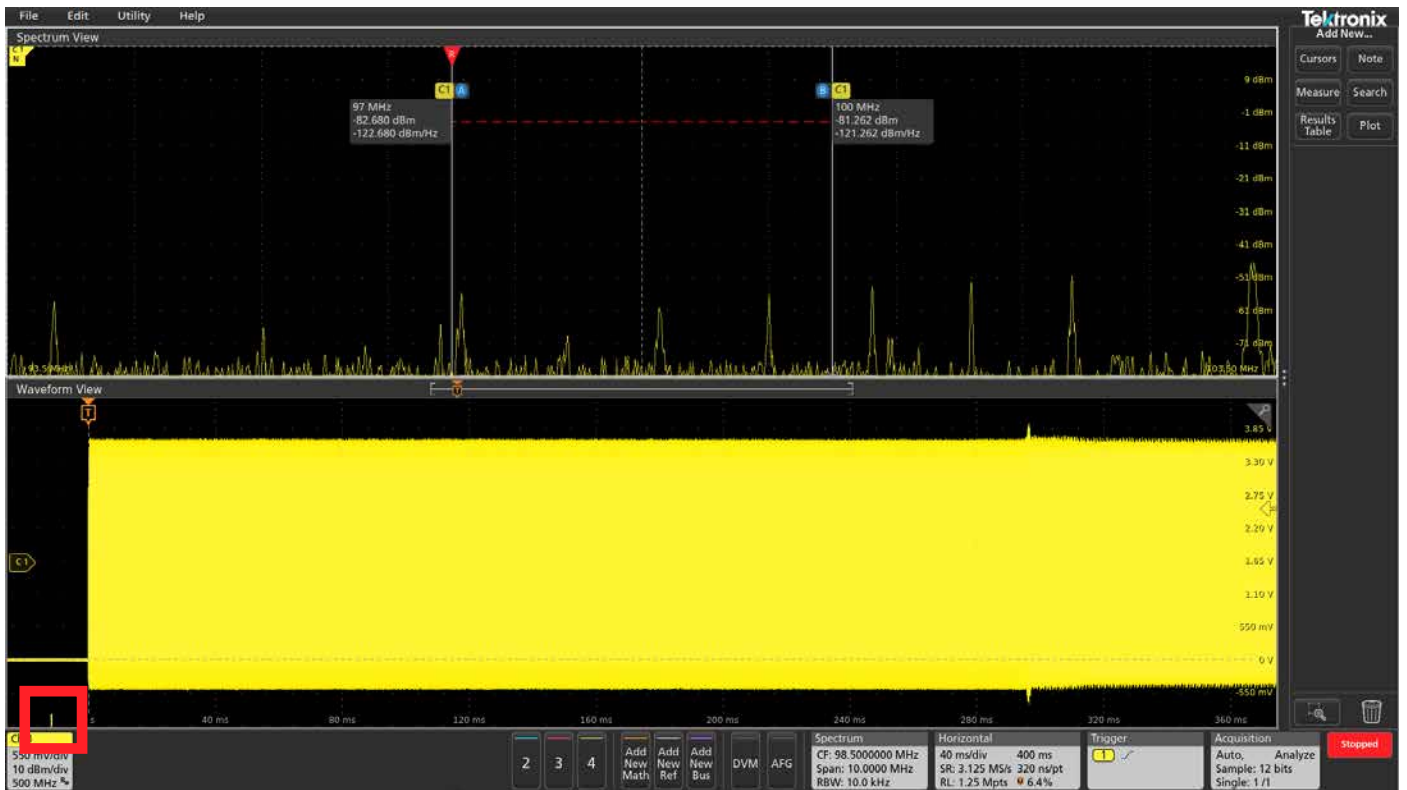 File Edit Utility Help
Tektronix
Add New...
Spectrum View
C1
N
R
C1 A
B C1
97 MHz
-82.680 dBm
-122.680 dBm/Hz
100 MHz
-81.262 dBm
-121.262 dBm/Hz
9 dBm
-1 dBm
-11 dBm
-21 dBm
-31 dBm
-41 dBm
-51 dBm
-61 dBm
-71 dBm
103.50 MHz
Cursors Note
Measure Search
Results Table Plot
Waveform View
T
T
3.85 V
3.30 V
2.75 V
2.20 V
1.65 V
1.10 V
550 mV
0 V
-550 mV
C1
s 40 ms 80 ms 120 ms 160 ms 200 ms 240 ms 280 ms 320 ms 360 ms
550 mV/div
10 dBm/div
500 MHz
2 3 4
Add New Math
Add New Ref
Add New Bus
DVM AFG
Spectrum
CF: 98.5000000 MHz
Span: 10.0000 MHz
RBW: 10.0 kHz
Horizontal
40 ms/div 400 ms
SR: 3.125 MS/s 320 ns/pt
RL: 1.25 Mpts 6.4%
Trigger
1
Acquisition
Auto, Analyze
Sample: 12 bits
Single: 1 /1
Stopped